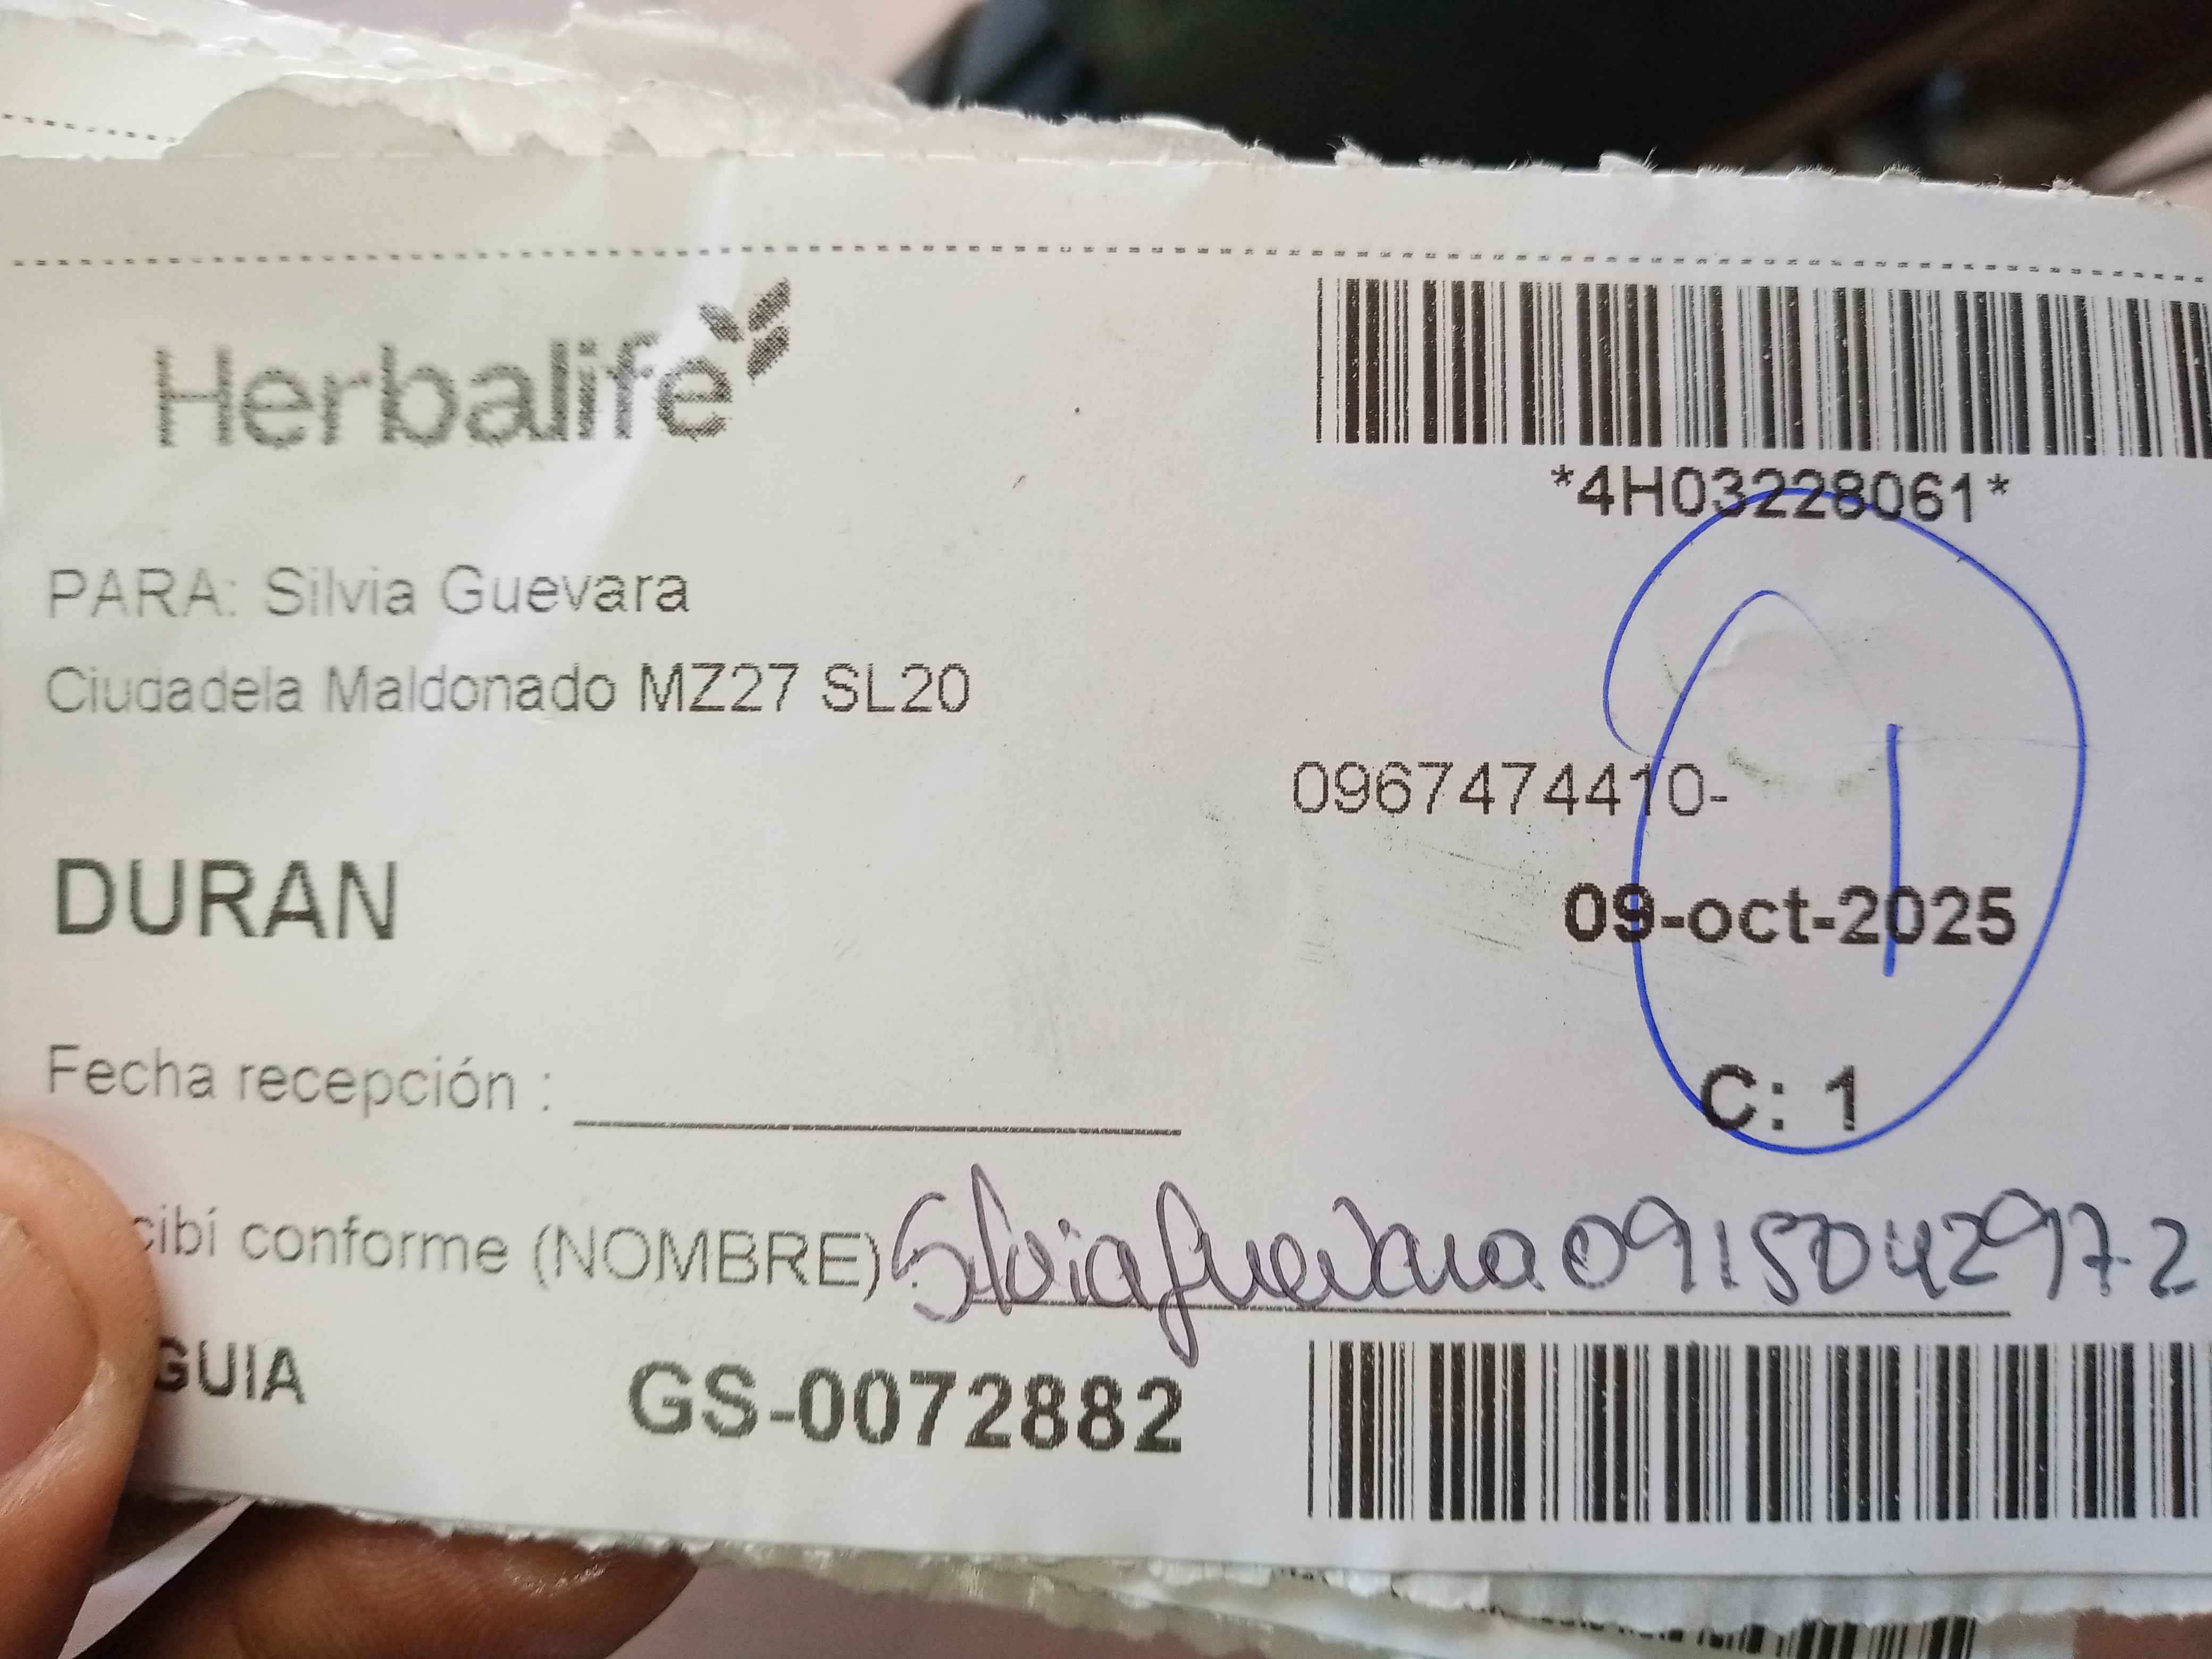 Herbalife
*4H03228061*
PARA: Silvia Guevara
Ciudadela Maldonado MZ27 SL20
0967474410-
DURAN
09-oct-2025
1
C: 1
Fecha recepción :
cibí conforme (NOMBRE) Silvia Guevara 0915042972
GUIA GS-0072882